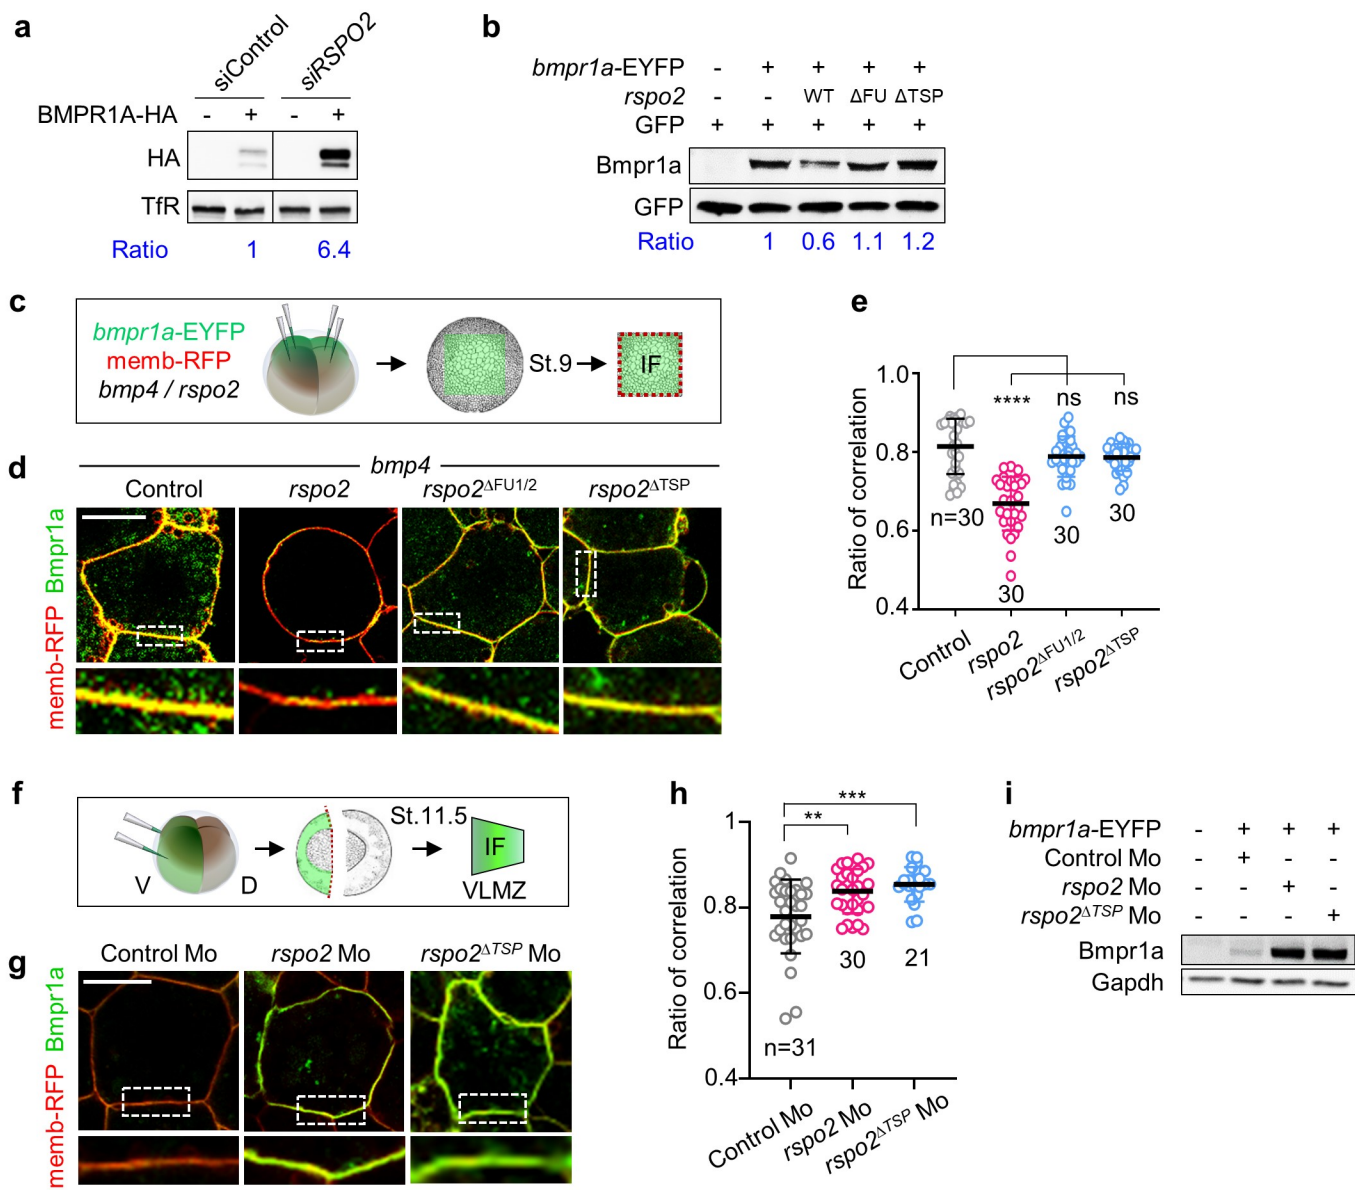 a
siControl siRSPO2
BMPR1A-HA - + - +
HA
TfR
Ratio 1 6.4
b
bmpr1a-EYFP - + + + +
rspo2 - - WT ΔFU ΔTSP
GFP + + + + +
Bmpr1a
GFP
Ratio 1 0.6 1.1 1.2
c
bmpr1a-EYFP
memb-RFP
bmp4 / rspo2
St.9
IF
d
bmp4
Control rspo2 rspo2ΔFU1/2 rspo2ΔTSP
memb-RFP Bmpr1a
e
Ratio of correlation
1.0
0.8
0.6
0.4
**** ns ns
n=30
30
30
30
Control rspo2 rspo2ΔFU1/2 rspo2ΔTSP
f
V D
St.11.5
IF
VLMZ
g
Control Mo rspo2 Mo rspo2ΔTSP Mo
memb-RFP Bmpr1a
h
Ratio of correlation
1
0.8
0.6
0.4
***
**
n=31
30
21
Control Mo rspo2 Mo rspo2ΔTSP Mo
i
bmpr1a-EYFP - + + +
Control Mo - + - -
rspo2 Mo - - + -
rspo2ΔTSP Mo - - - +
Bmpr1a
Gapdh